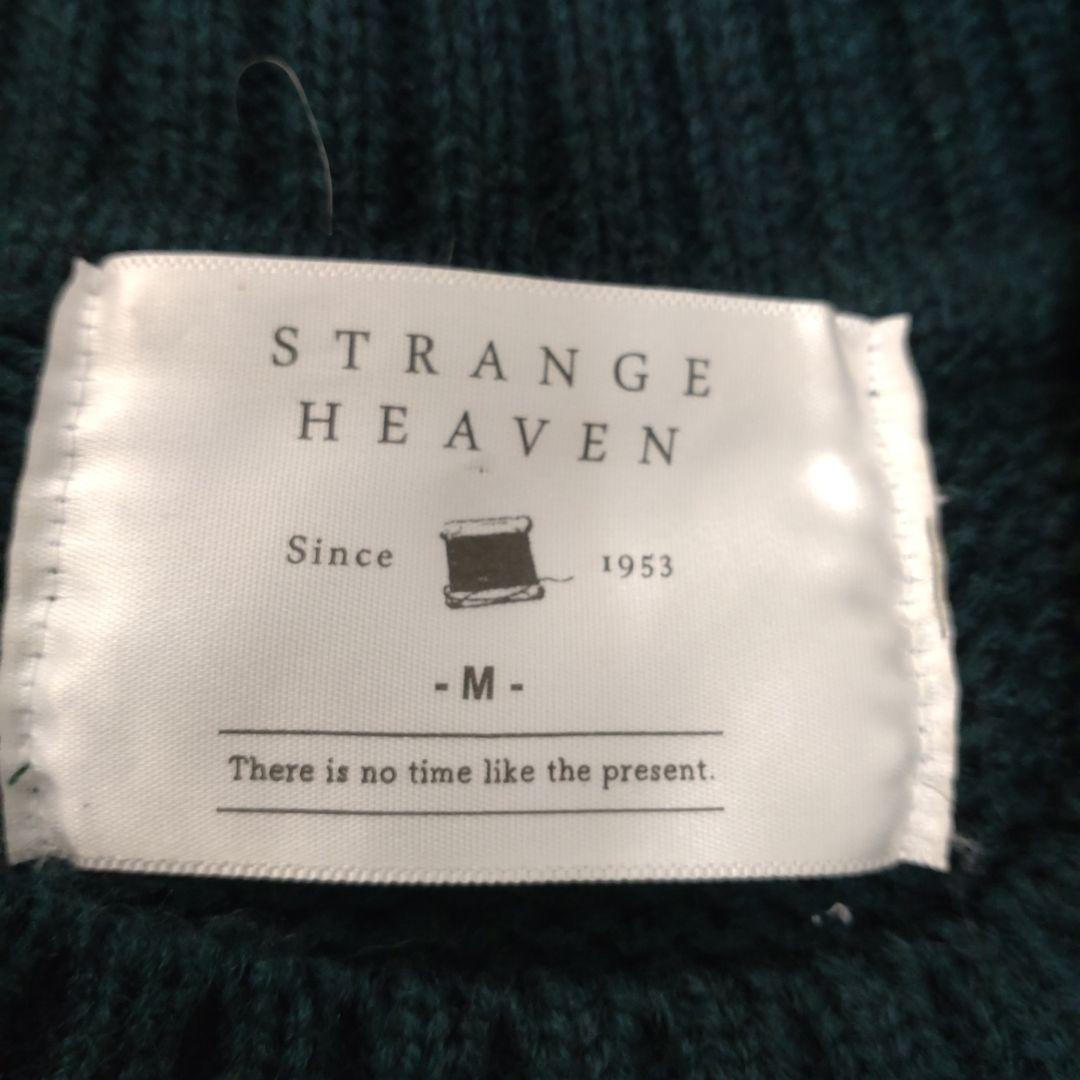 STRANGE
HEAVEN
Since 1953
- M -
There is no time like the present.